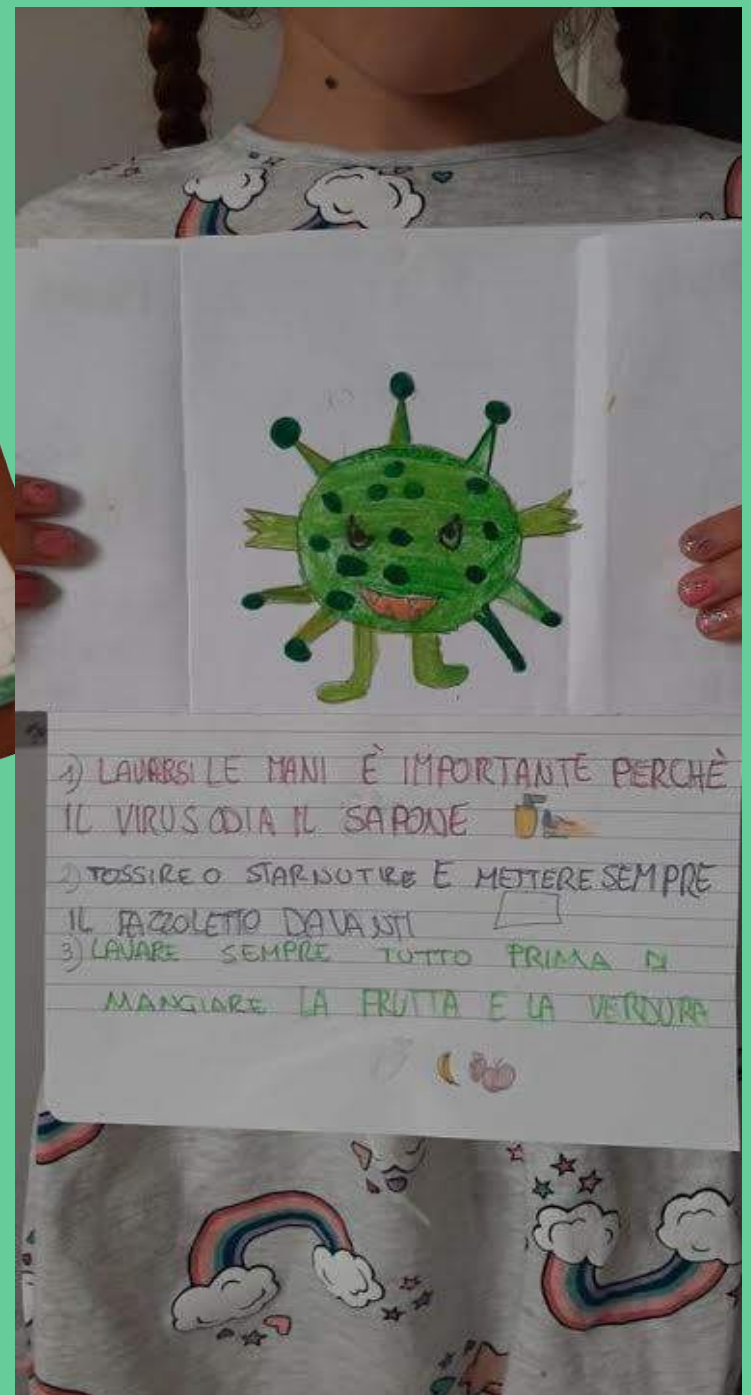 1) LAVARSI LE MANI È IMPORTANTE PERCHÈ
IL VIRUS ODIA IL SAPONE
2) TOSSIRE O STARNUTIRE E METTERE SEMPRE
IL FAZZOLETTO DAVANTI
3) LAVARE SEMPRE TUTTO PRIMA DI
MANGIARE LA FRUTTA E LA VERDURA